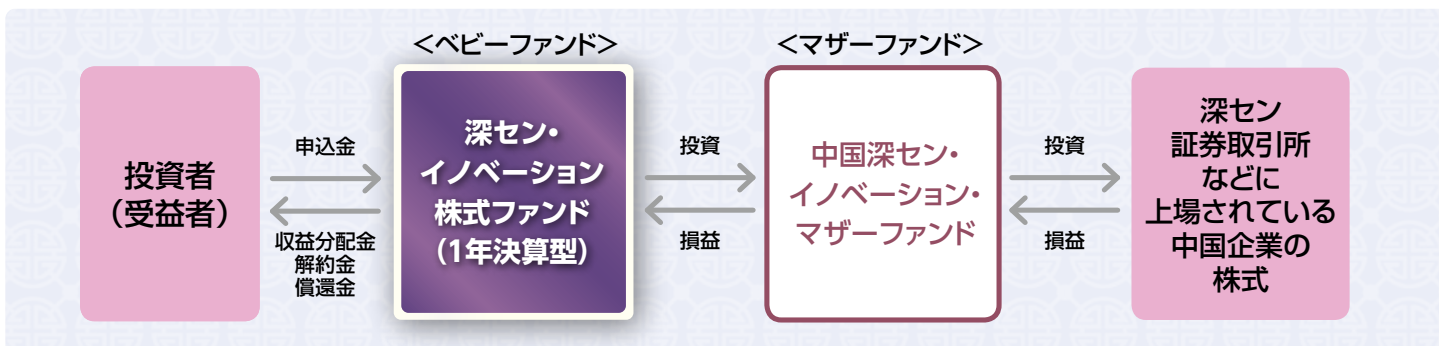 <ベビーファンド>
<マザーファンド>
投資者
（受益者）
申込金
収益分配金
解約金
償還金
深セン・
イノベーション
株式ファンド
（1年決算型）
投資
損益
中国深セン・
イノベーション・
マザーファンド
投資
損益
深セン
証券取引所
などに
上場されている
中国企業の
株式